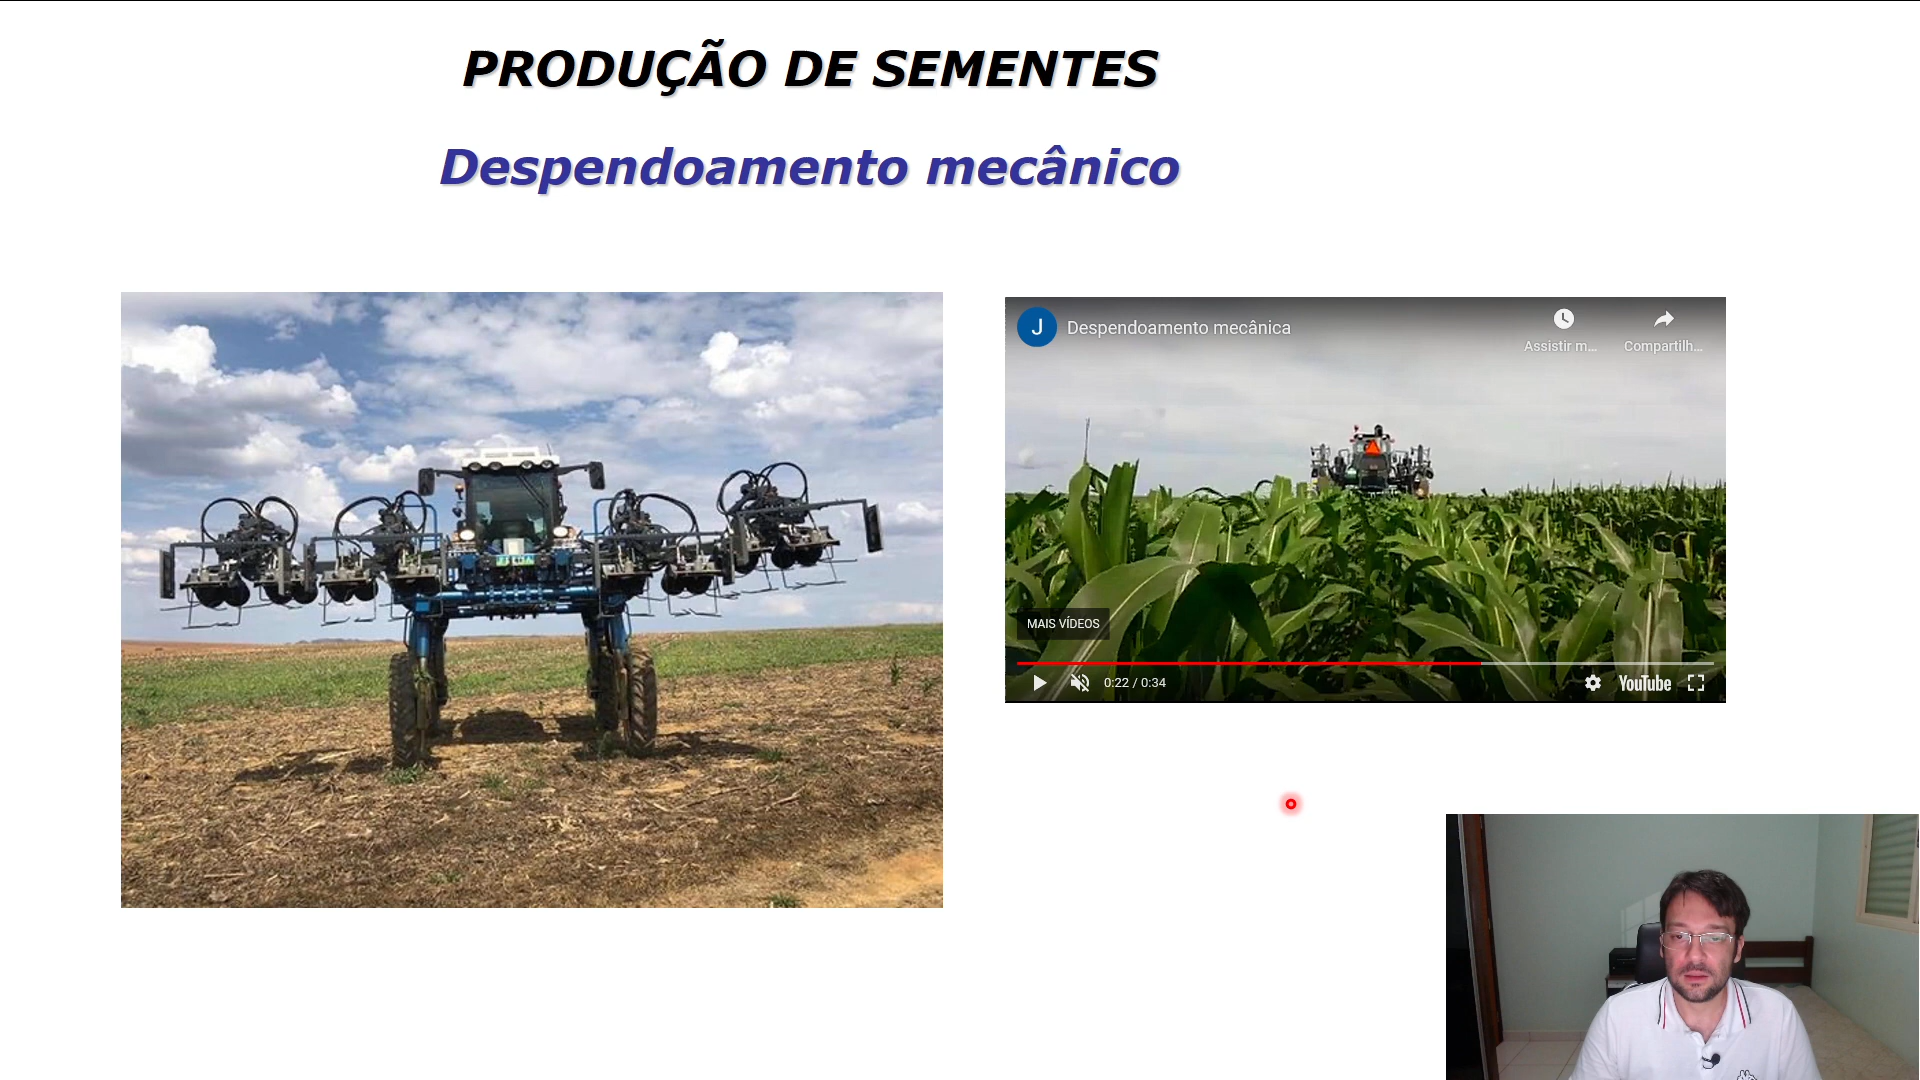 PRODUÇÃO DE SEMENTES
Despendoamento mecânico
J
Despendoamento mecânica
Assistir m...
Compartilh...
MAIS VÍDEOS
0:22 / 0:34
YouTube